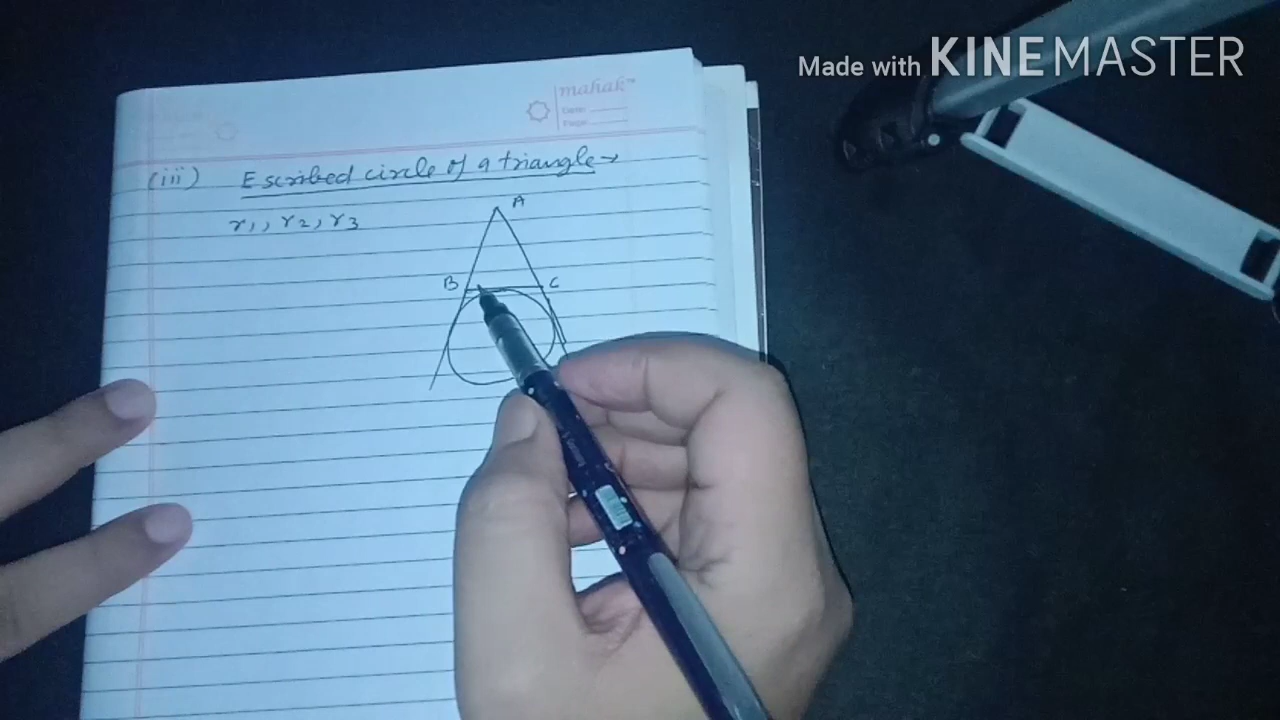 Made with KINEMASTER
mahak
Date
Page
(iii) Escribed circle of a triangle→
r1, r2, r3
A
B
C